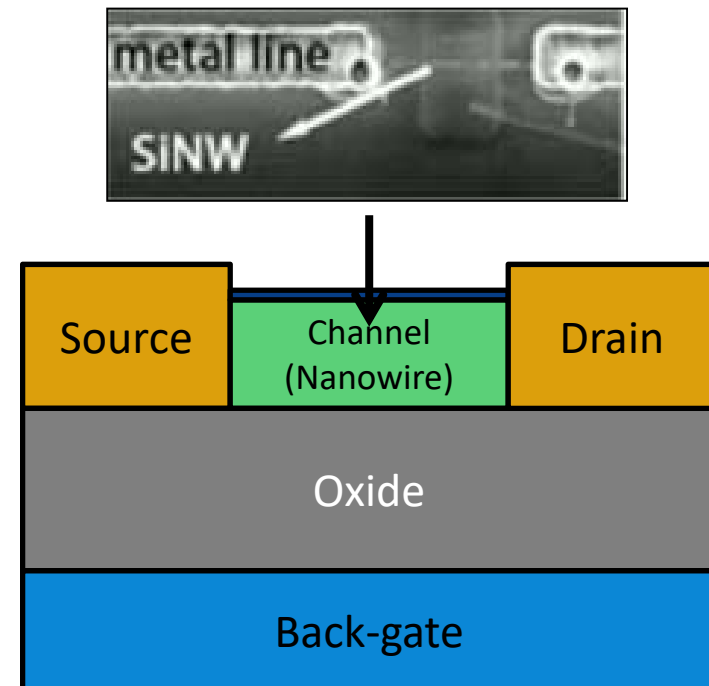 metal line
SiNW
Source
Channel
(Nanowire)
Drain
Oxide
Back-gate